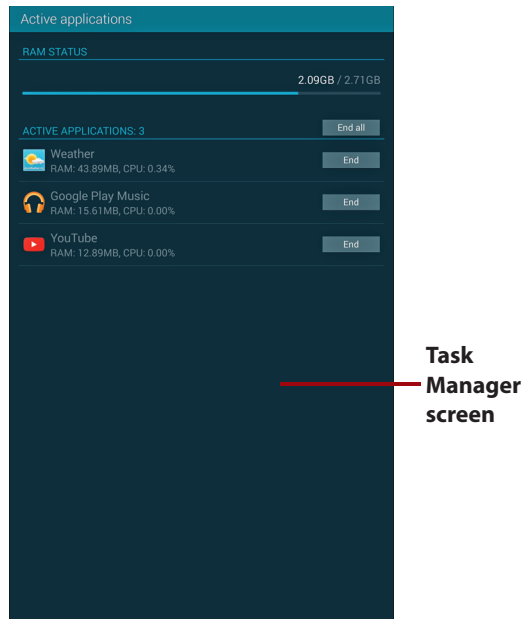 Active applications
RAM STATUS
2.09GB / 2.71GB
ACTIVE APPLICATIONS: 3
End all
Weather
RAM: 43.89MB, CPU: 0.34%
End
Google Play Music
RAM: 15.61MB, CPU: 0.00%
End
YouTube
RAM: 12.89MB, CPU: 0.00%
End
Task
Manager
screen